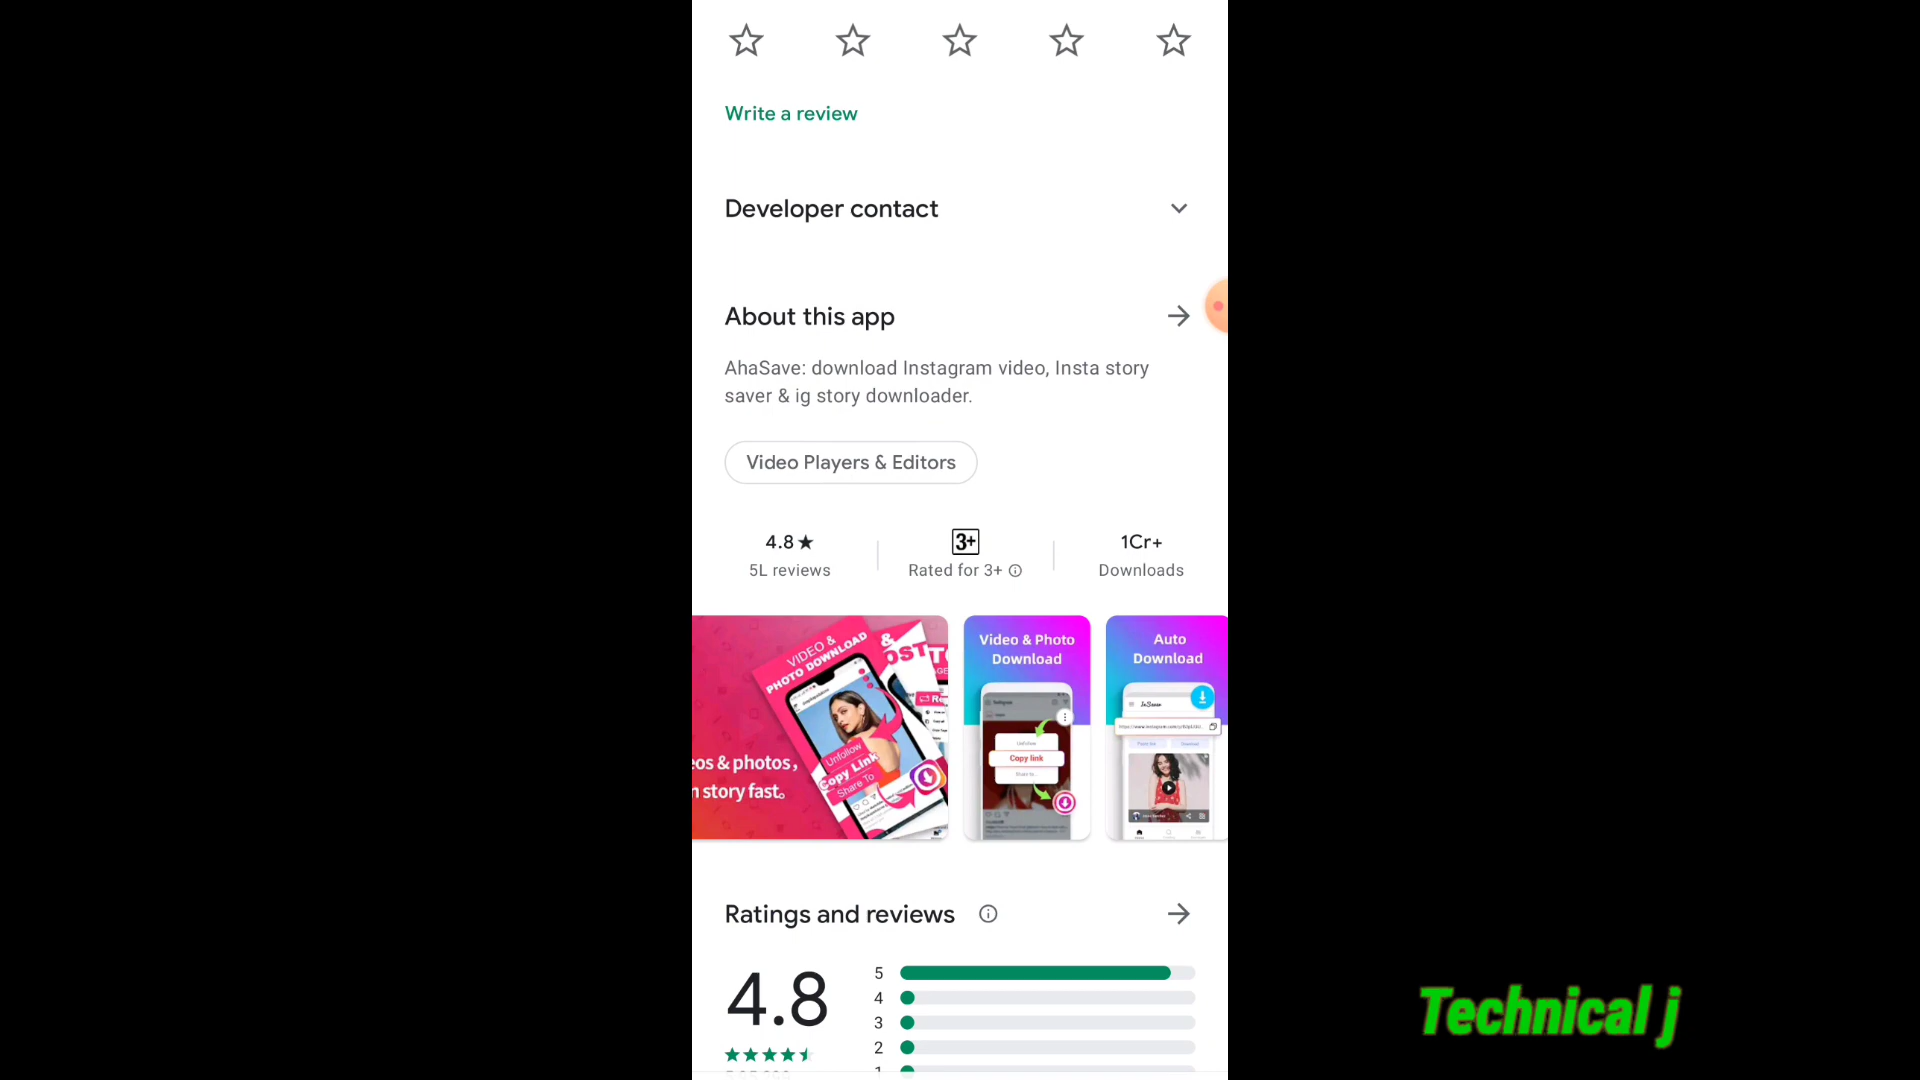 Write a review
Developer contact
About this app
AhaSave: download Instagram video, Insta story
saver & ig story downloader.
Video Players & Editors
4.8★
5L reviews
3+
Rated for 3+
1Cr+
Downloads
VIDEO &
PHOTO DOWNLOAD
Unfollow
Copy Link
Share To
eos & photos,
n story fast。
Video & Photo
Download
Copy link
Auto
Download
InSaver
Ratings and reviews
4.8
5
4
3
2
1
Technical j